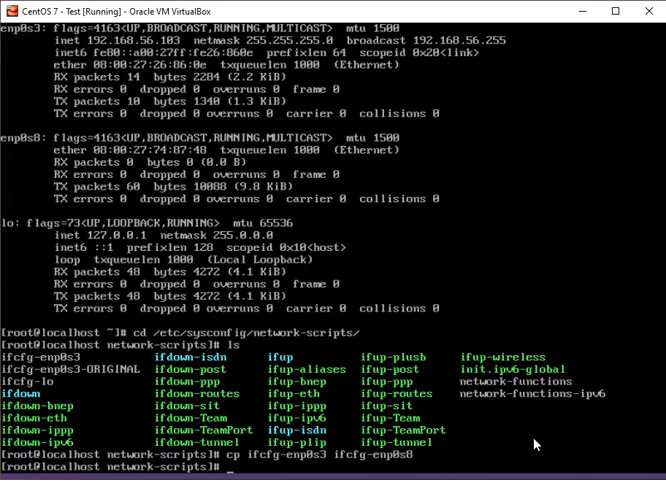 CentOS 7 - Test [Running] - Oracle VM VirtualBox
enp0s3: flags=4163<UP,BROADCAST,RUNNING,MULTICAST>  mtu 1500
        inet 192.168.56.103  netmask 255.255.255.0  broadcast 192.168.56.255
        inet6 fe80::a00:27ff:fe26:860e  prefixlen 64  scopeid 0x20<link>
        ether 08:00:27:26:86:0e  txqueuelen 1000  (Ethernet)
        RX packets 14  bytes 2284 (2.2 KiB)
        RX errors 0  dropped 0  overruns 0  frame 0
        TX packets 10  bytes 1340 (1.3 KiB)
        TX errors 0  dropped 0 overruns 0  carrier 0  collisions 0
enp0s8: flags=4163<UP,BROADCAST,RUNNING,MULTICAST>  mtu 1500
        ether 08:00:27:74:87:48  txqueuelen 1000  (Ethernet)
        RX packets 0  bytes 0 (0.0 B)
        RX errors 0  dropped 0  overruns 0  frame 0
        TX packets 60  bytes 10088 (9.8 KiB)
        TX errors 0  dropped 0 overruns 0  carrier 0  collisions 0
lo: flags=73<UP,LOOPBACK,RUNNING>  mtu 65536
        inet 127.0.0.1  netmask 255.0.0.0
        inet6 ::1  prefixlen 128  scopeid 0x10<host>
        loop  txqueuelen 1000  (Local Loopback)
        RX packets 48  bytes 4272 (4.1 KiB)
        RX errors 0  dropped 0  overruns 0  frame 0
        TX packets 48  bytes 4272 (4.1 KiB)
        TX errors 0  dropped 0 overruns 0  carrier 0  collisions 0
[root@localhost ~]# cd /etc/sysconfig/network-scripts/
[root@localhost network-scripts]# ls
ifcfg-enp0s3 ifdown-isdn ifup ifup-plusb ifup-wireless
ifcfg-enp0s3-ORIGINAL ifdown-post ifup-aliases ifup-post init.ipv6-global
ifcfg-lo ifdown-ppp ifup-bnep ifup-ppp network-functions
ifdown ifdown-routes ifup-eth ifup-routes network-functions-ipv6
ifdown-bnep ifdown-sit ifup-ippp ifup-sit
ifdown-eth ifdown-Team ifup-ipv6 ifup-Team
ifdown-ippp ifdown-TeamPort ifup-isdn ifup-TeamPort
ifdown-ipv6 ifdown-tunnel ifup-plip ifup-tunnel
[root@localhost network-scripts]# cp ifcfg-enp0s3 ifcfg-enp0s8
[root@localhost network-scripts]# _